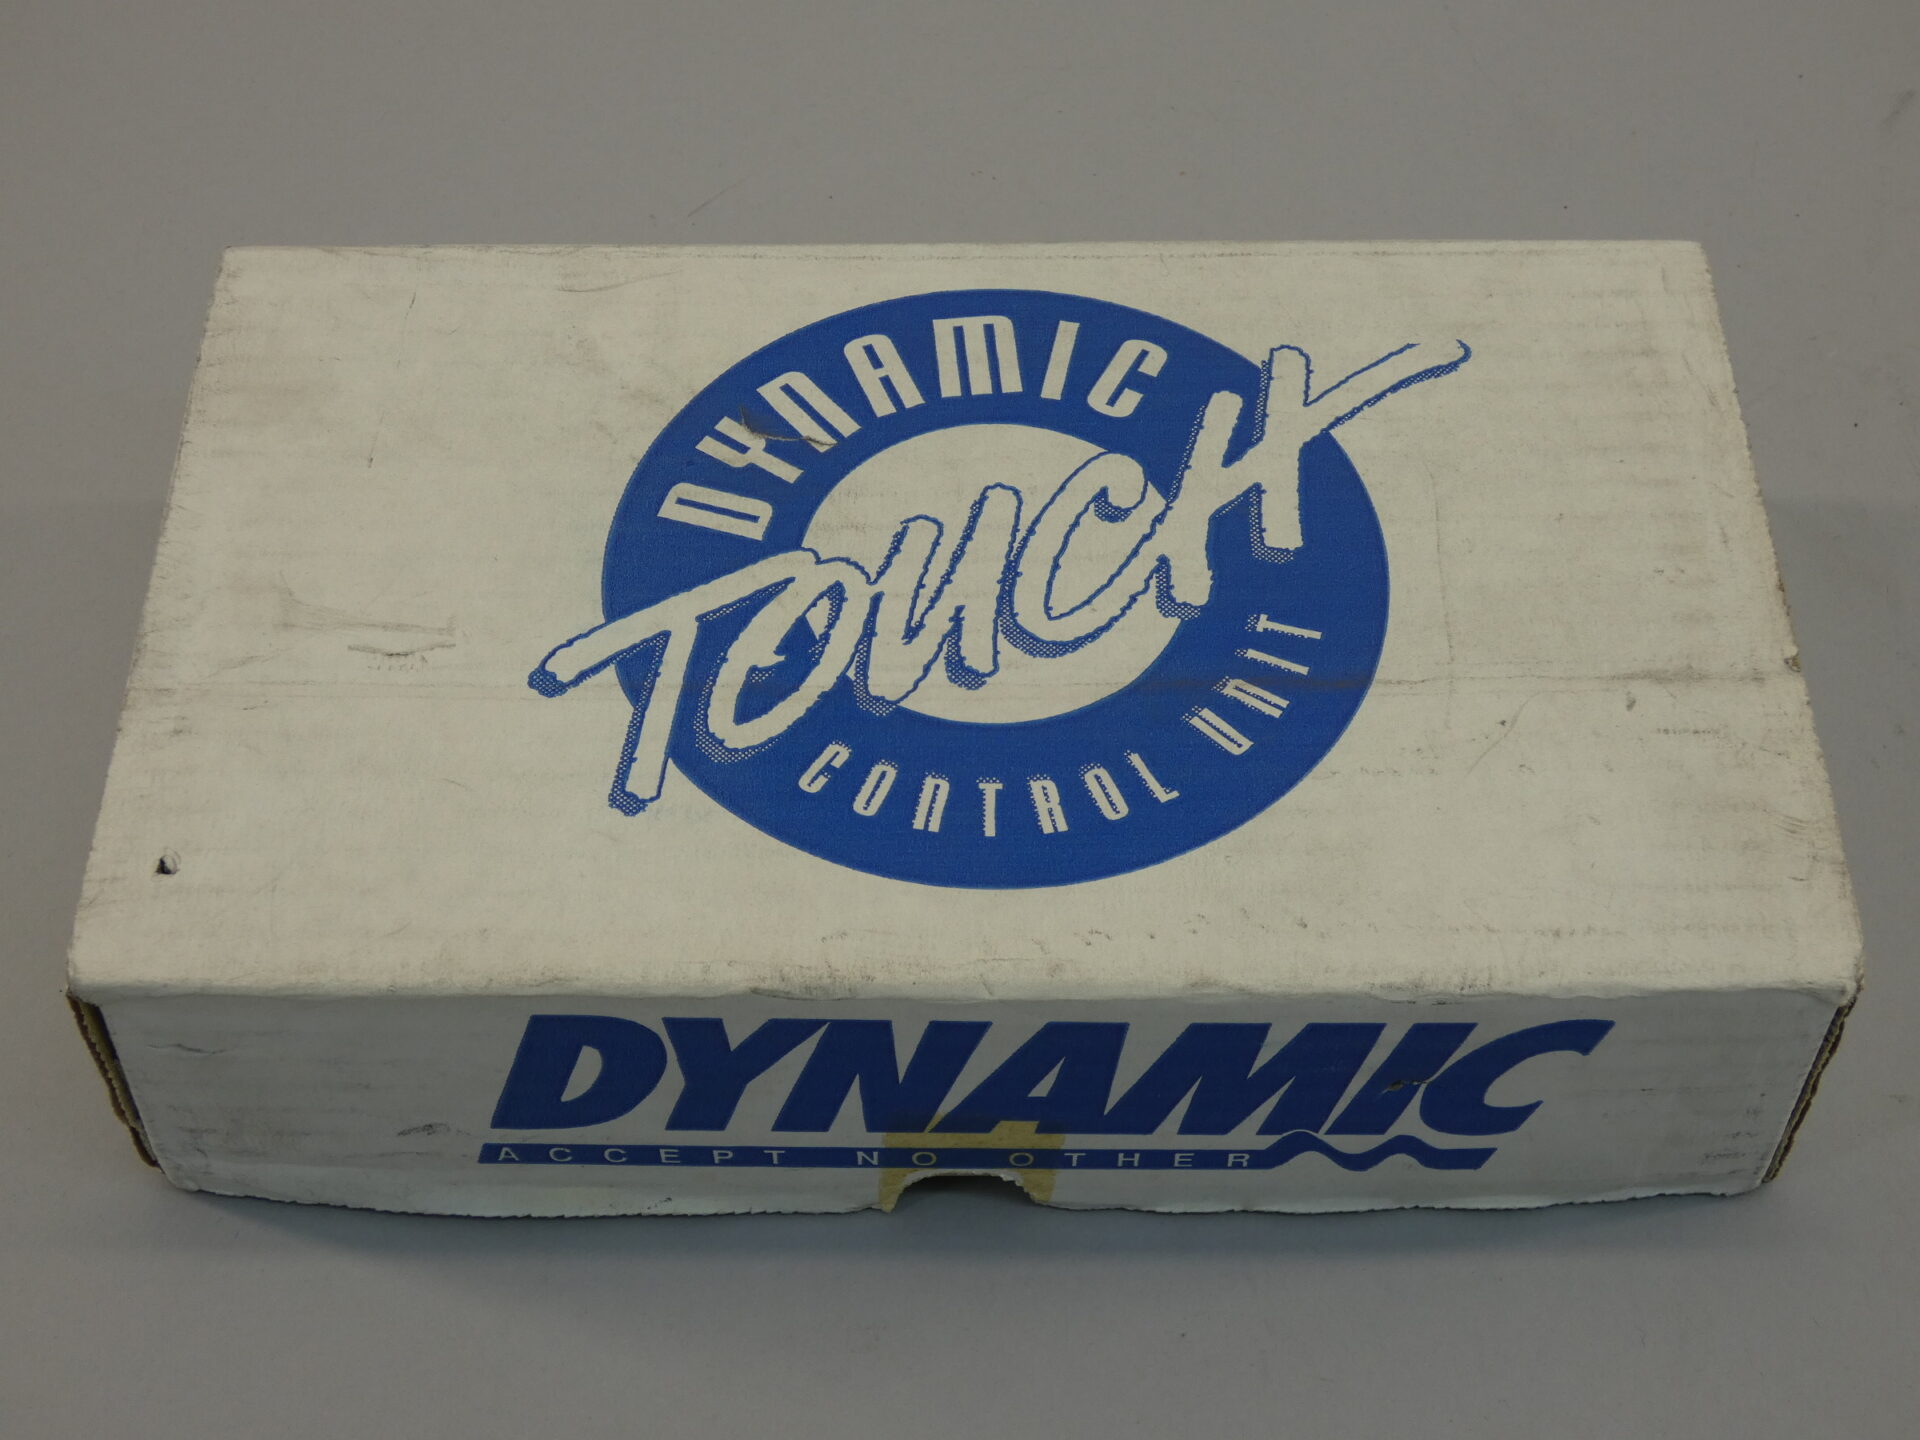 DYNAMIC
TOUCH
CONTROL UNIT
DYNAMIC
ACCEPT NO OTHER